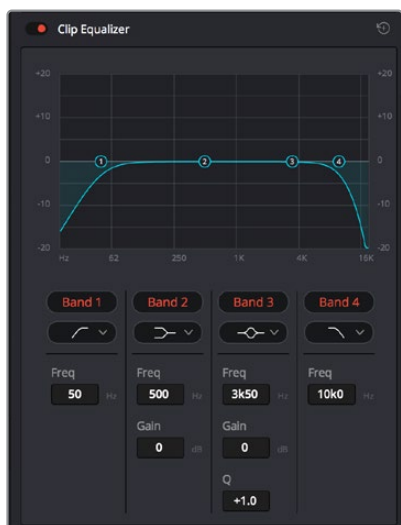 Clip Equalizer
+20 +20
+10 +10
0 1 2 3 4 0
-10 -10
-20 -20
Hz 62 250 1K 4K 16K
Band 1 Band 2 Band 3 Band 4
Freq Freq Freq Freq
50 Hz 500 Hz 3k50 Hz 10k0 Hz
Gain Gain
0 dB 0 dB
Q
+1.0